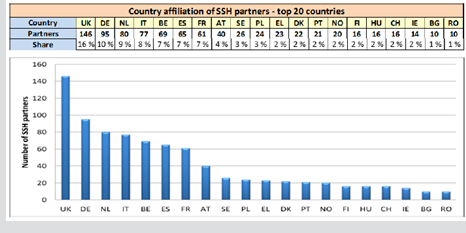 Country affiliation of SSH partners - top 20 countries
Country UK DE NL IT BE ES FR AT SE PL EL DK PT NO FI HU CH IE BG RO
Partners 146 95 80 77 69 65 61 40 26 24 23 22 21 20 16 16 16 14 10 10
Share 16 % 10 % 9 % 8 % 7 % 7 % 7 % 4 % 3 % 3 % 2 % 2 % 2 % 2 % 2 % 2 % 2 % 2 % 1 % 1 %
Number of SSH partners
160
140
120
100
80
60
40
20
0
UK DE NL IT BE ES FR AT SE PL EL DK PT NO FI HU CH IE BG RO